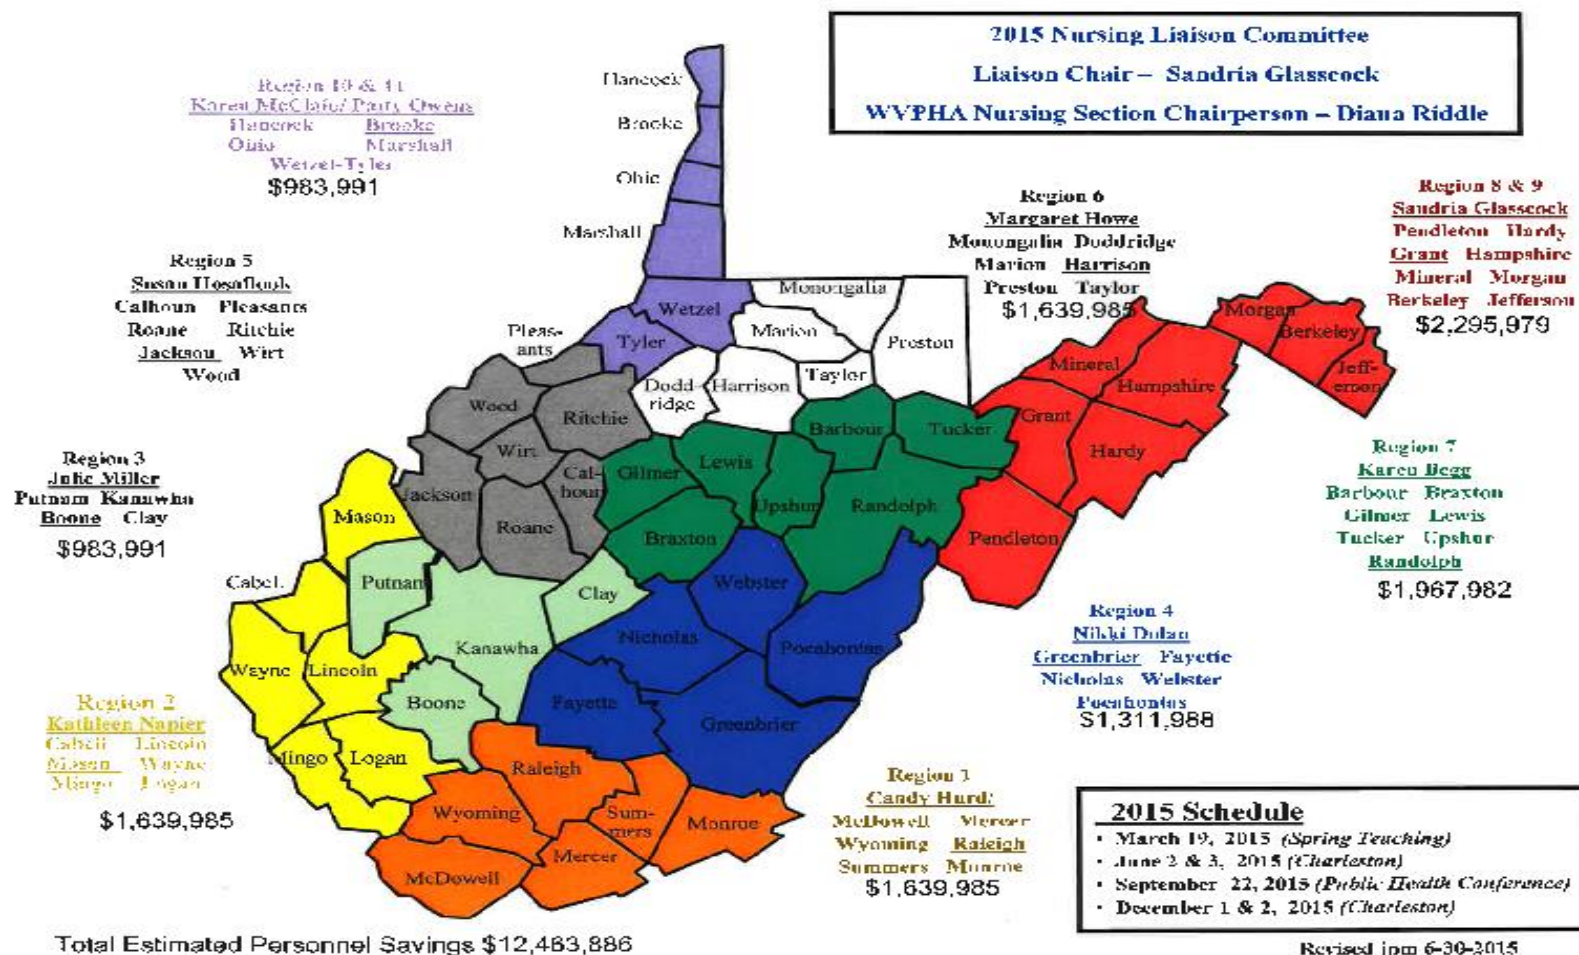 2015 Nursing Liaison Committee
Liaison Chair – Sandria Glasscock
WVPHA Nursing Section Chairperson – Diana Riddle
Region 10 & 11
Karen McClain/ Patty Owens
Hancock Brooke
Ohio Marshall
Wetzel-Tyler
$983,991
Region 5
Susan Hosaflook
Calhoun Pleasants
Roane Ritchie
Jackson Wirt
Wood
Region 3
Julie Miller
Putnam Kanawha
Boone Clay
$983,991
Region 2
Kathleen Napier
Cabell Lincoln
Mason Wayne
Mingo Logan
$1,639,985
Region 6
Margaret Howe
Monongalia Doddridge
Marion Harrison
Preston Taylor
$1,639,985
Region 8 & 9
Sandria Glasscock
Pendleton Hardy
Grant Hampshire
Mineral Morgan
Berkeley Jefferson
$2,295,979
Region 7
Karen Begg
Barbour Braxton
Gilmer Lewis
Tucker Upshur
Randolph
$1,967,982
Region 4
Nikki Dolan
Greenbrier Fayette
Nicholas Webster
Pocahontas
$1,311,988
Region 1
Candy Hurd/
McDowell Mercer
Wyoming Raleigh
Summers Monroe
$1,639,985
Hancock
Brooke
Ohio
Marshall
Wetzel
Tyler
Pleas-
ants
Monongalia
Marion
Preston
Taylor
Dodd-
ridge
Harrison
Wood
Ritchie
Wirt
Cal-
houn
Jackson
Roane
Gilmer
Lewis
Barbour
Tucker
Upshur
Randolph
Braxton
Morgan
Berkeley
Jeff-
erson
Mineral
Hampshire
Grant
Hardy
Pendleton
Mason
Cabel.
Putnam
Clay
Kanawha
Wayne
Lincoln
Boone
Mingo
Logan
Webster
Nicholas
Pocahontas
Fayette
Greenbrier
Raleigh
Wyoming
Sum-
mers
Monroe
Mercer
McDowell
2015 Schedule
• March 19, 2015 (Spring Teaching)
• June 2 & 3, 2015 (Charleston)
• September 22, 2015 (Public Health Conference)
• December 1 & 2, 2015 (Charleston)
Total Estimated Personnel Savings $12,463,886
Revised jpm 6-30-2015